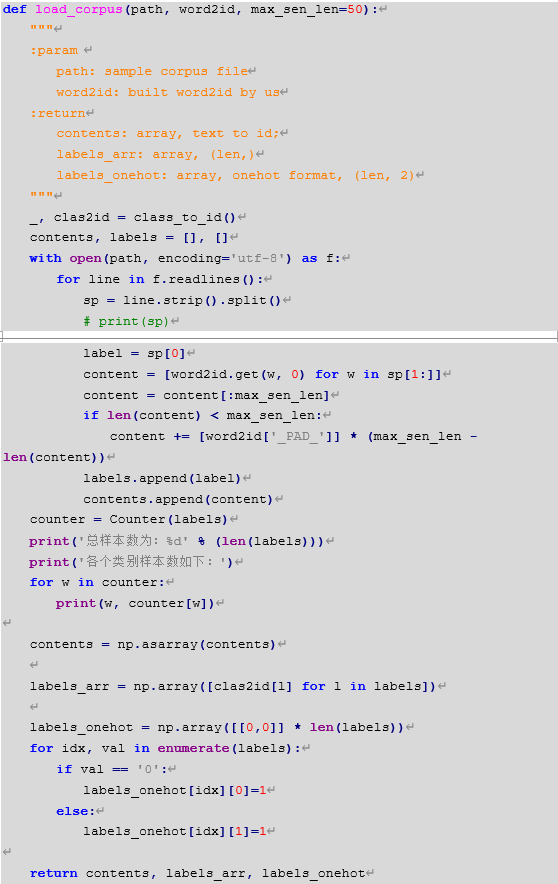 def load_corpus(path, word2id, max_sen_len=50):↵
"""↵
:param ↵
path: sample corpus file↵
word2id: built word2id by us↵
:return↵
contents: array, text to id;↵
labels_arr: array, (len,)↵
labels_onehot: array, onehot format, (len, 2)↵
"""↵
_, clas2id = class_to_id()↵
contents, labels = [], []↵
with open(path, encoding='utf-8') as f:↵
for line in f.readlines():↵
sp = line.strip().split()↵
# print(sp)↵
label = sp[0]↵
content = [word2id.get(w, 0) for w in sp[1:]]↵
content = content[:max_sen_len]↵
if len(content) < max_sen_len:↵
content += [word2id['_PAD_']] * (max_sen_len -
len(content))↵
labels.append(label)↵
contents.append(content)↵
counter = Counter(labels)↵
print('总样本数为：%d' % (len(labels)))↵
print('各个类别样本数如下：')↵
for w in counter:↵
print(w, counter[w])↵
↵
contents = np.asarray(contents)↵
↵
labels_arr = np.array([clas2id[l] for l in labels])↵
↵
labels_onehot = np.array([[0,0]] * len(labels))↵
for idx, val in enumerate(labels):↵
if val == '0':↵
labels_onehot[idx][0]=1↵
else:↵
labels_onehot[idx][1]=1↵
↵
return contents, labels_arr, labels_onehot↵